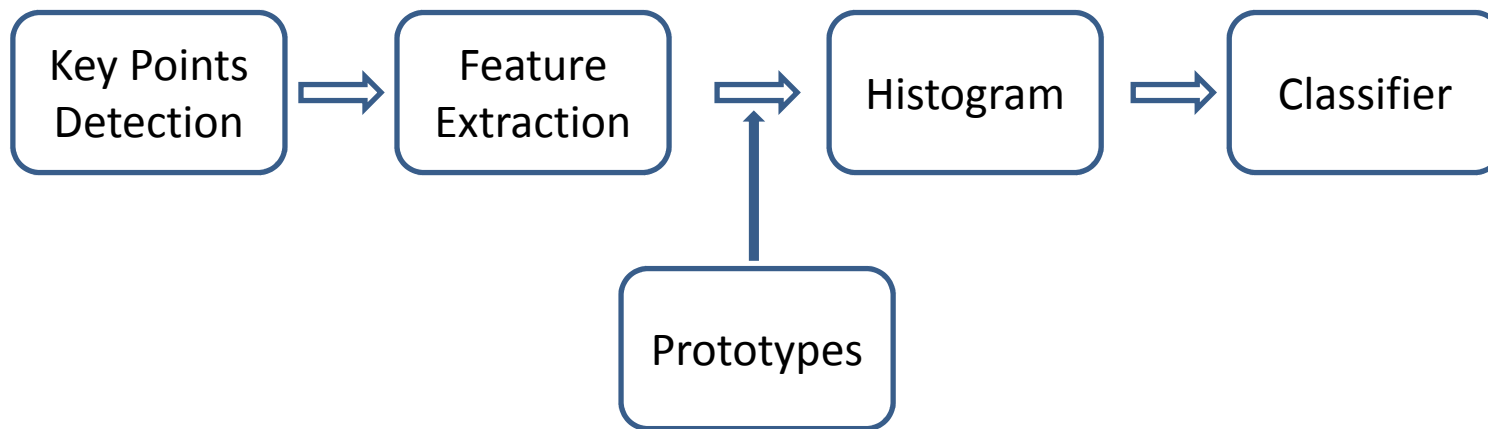 Key Points
Detection
Feature
Extraction
Histogram
Classifier
Prototypes